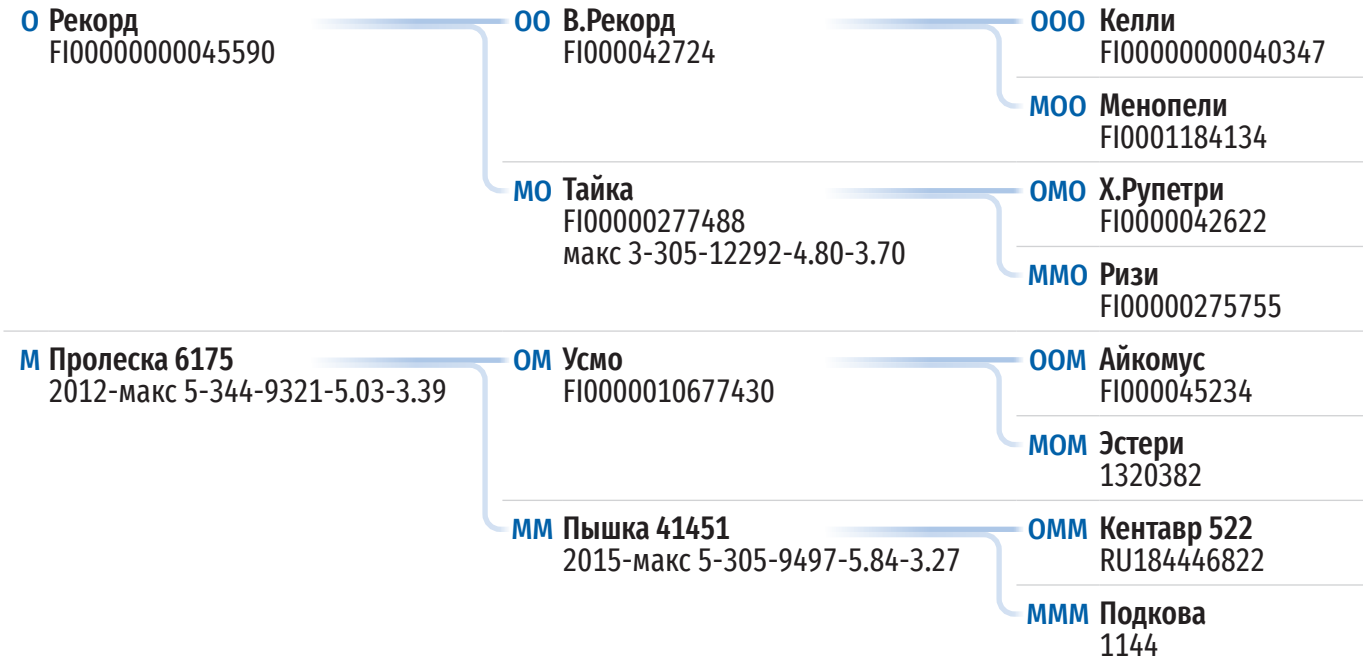 О Рекорд
FI00000000045590
ОО В.Рекорд
FI000042724
ООО Келли
FI00000000040347
МОО Менопели
FI0001184134
МО Тайка
FI00000277488
макс 3-305-12292-4.80-3.70
ОМО Х.Рупетри
FI0000042622
ММО Ризи
FI00000275755
М Пролеска 6175
2012-макс 5-344-9321-5.03-3.39
ОМ Усмо
FI0000010677430
ООМ Айкомус
FI000045234
МОМ Эстери
1320382
ММ Пышка 41451
2015-макс 5-305-9497-5.84-3.27
ОММ Кентавр 522
RU184446822
МММ Подкова
1144